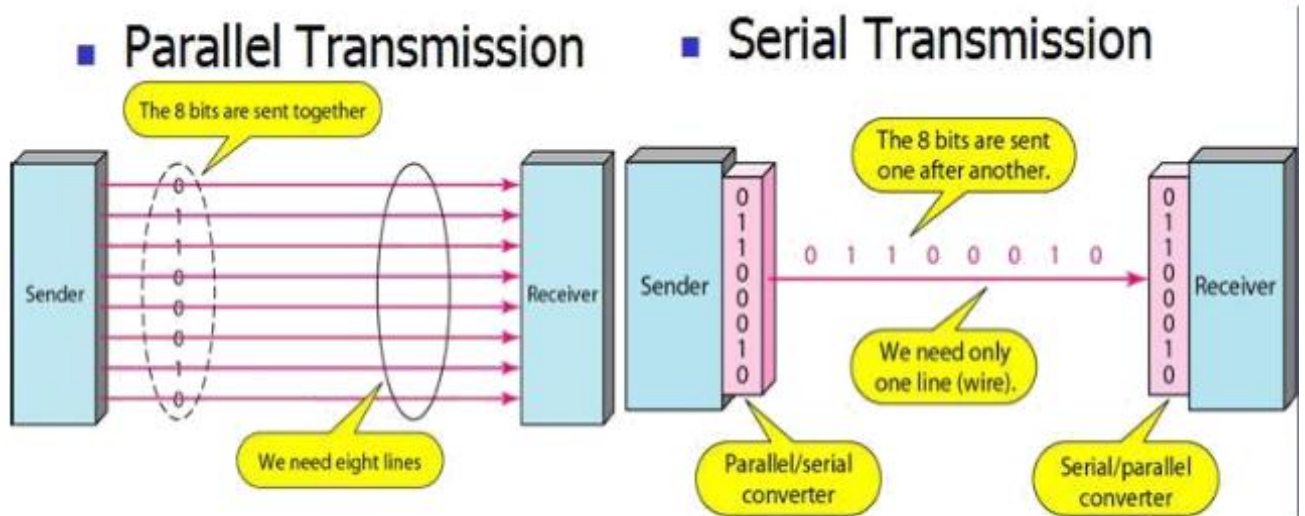 Parallel Transmission
The 8 bits are sent together
Sender
0
1
1
0
0
0
1
0
Receiver
We need eight lines
Serial Transmission
The 8 bits are sent
one after another.
Sender
0
1
1
0
0
0
1
0
0 1 1 0 0 0 1 0
We need only
one line (wire).
0
1
1
0
0
0
1
0
Receiver
Parallel/serial
converter
Serial/parallel
converter